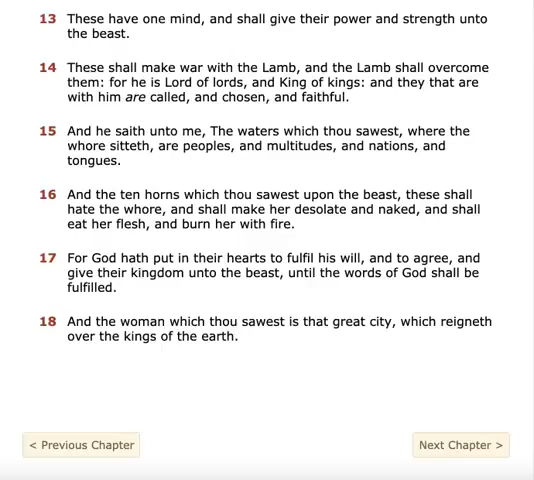 13 These have one mind, and shall give their power and strength unto
the beast.
14 These shall make war with the Lamb, and the Lamb shall overcome
them: for he is Lord of lords, and King of kings: and they that are
with him are called, and chosen, and faithful.
15 And he saith unto me, The waters which thou sawest, where the
whore sitteth, are peoples, and multitudes, and nations, and
tongues.
16 And the ten horns which thou sawest upon the beast, these shall
hate the whore, and shall make her desolate and naked, and shall
eat her flesh, and burn her with fire.
17 For God hath put in their hearts to fulfil his will, and to agree, and
give their kingdom unto the beast, until the words of God shall be
fulfilled.
18 And the woman which thou sawest is that great city, which reigneth
over the kings of the earth.
< Previous Chapter
Next Chapter >